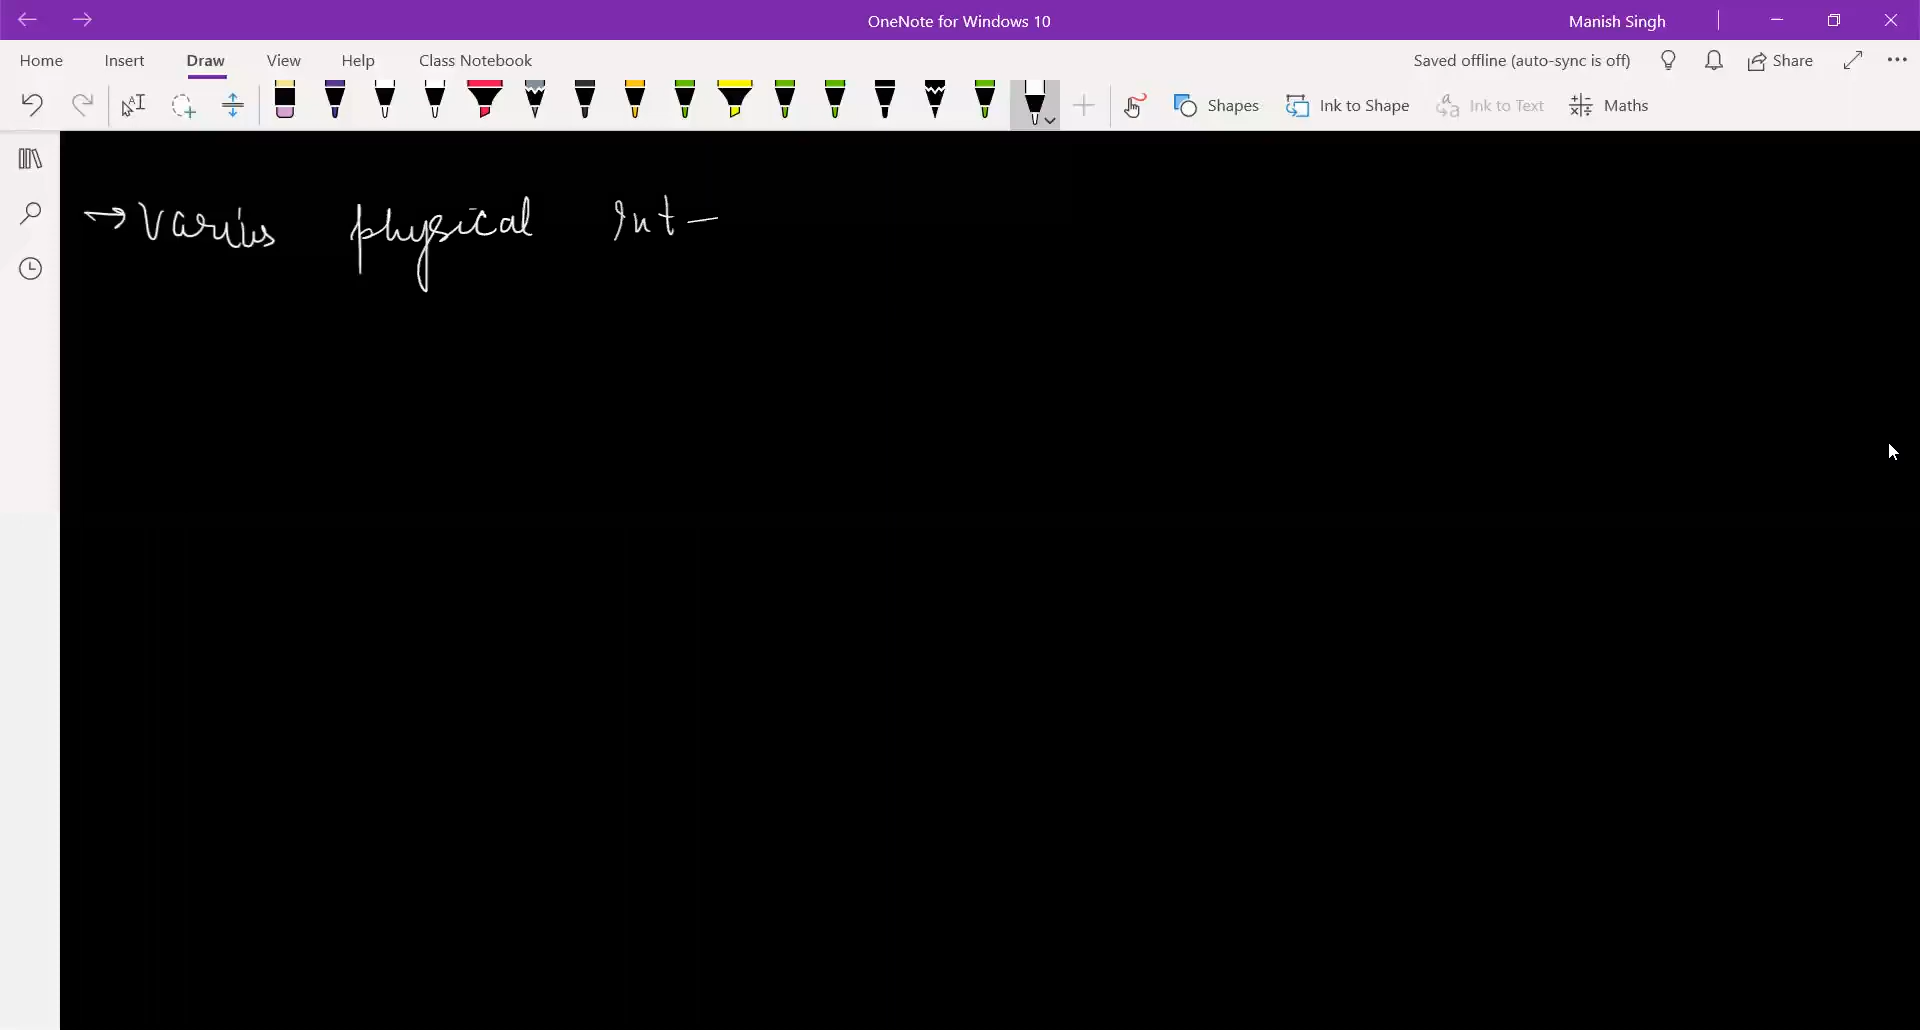 OneNote for Windows 10
Manish Singh
Home Insert Draw View Help Class Notebook
Saved offline (auto-sync is off) Share
Shapes Ink to Shape Ink to Text Maths
→ Varius physical Int —